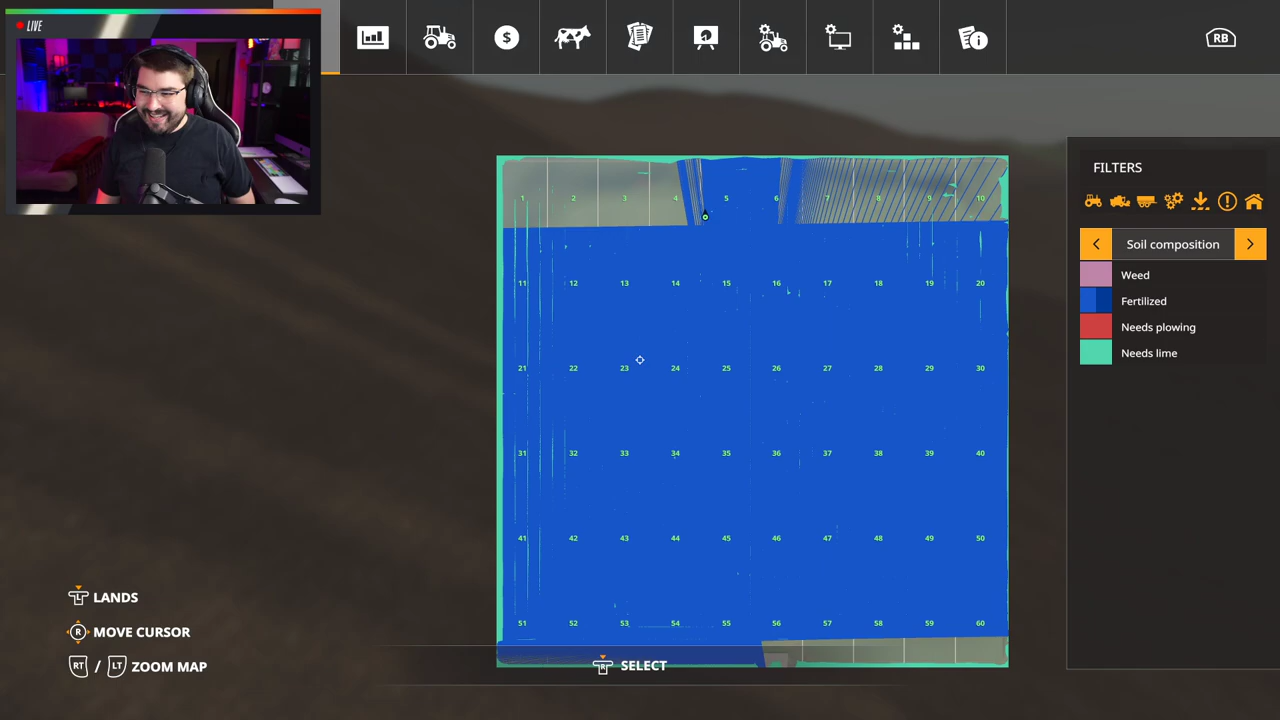 LIVE
$
RB
FILTERS
Soil composition
Weed
Fertilized
Needs plowing
Needs lime
1 2 3 4 5 6 7 8 9 10
11 12 13 14 15 16 17 18 19 20
21 22 23 24 25 26 27 28 29 30
31 32 33 34 35 36 37 38 39 40
41 42 43 44 45 46 47 48 49 50
51 52 53 54 55 56 57 58 59 60
L LANDS
R MOVE CURSOR
RT / LT ZOOM MAP
R SELECT